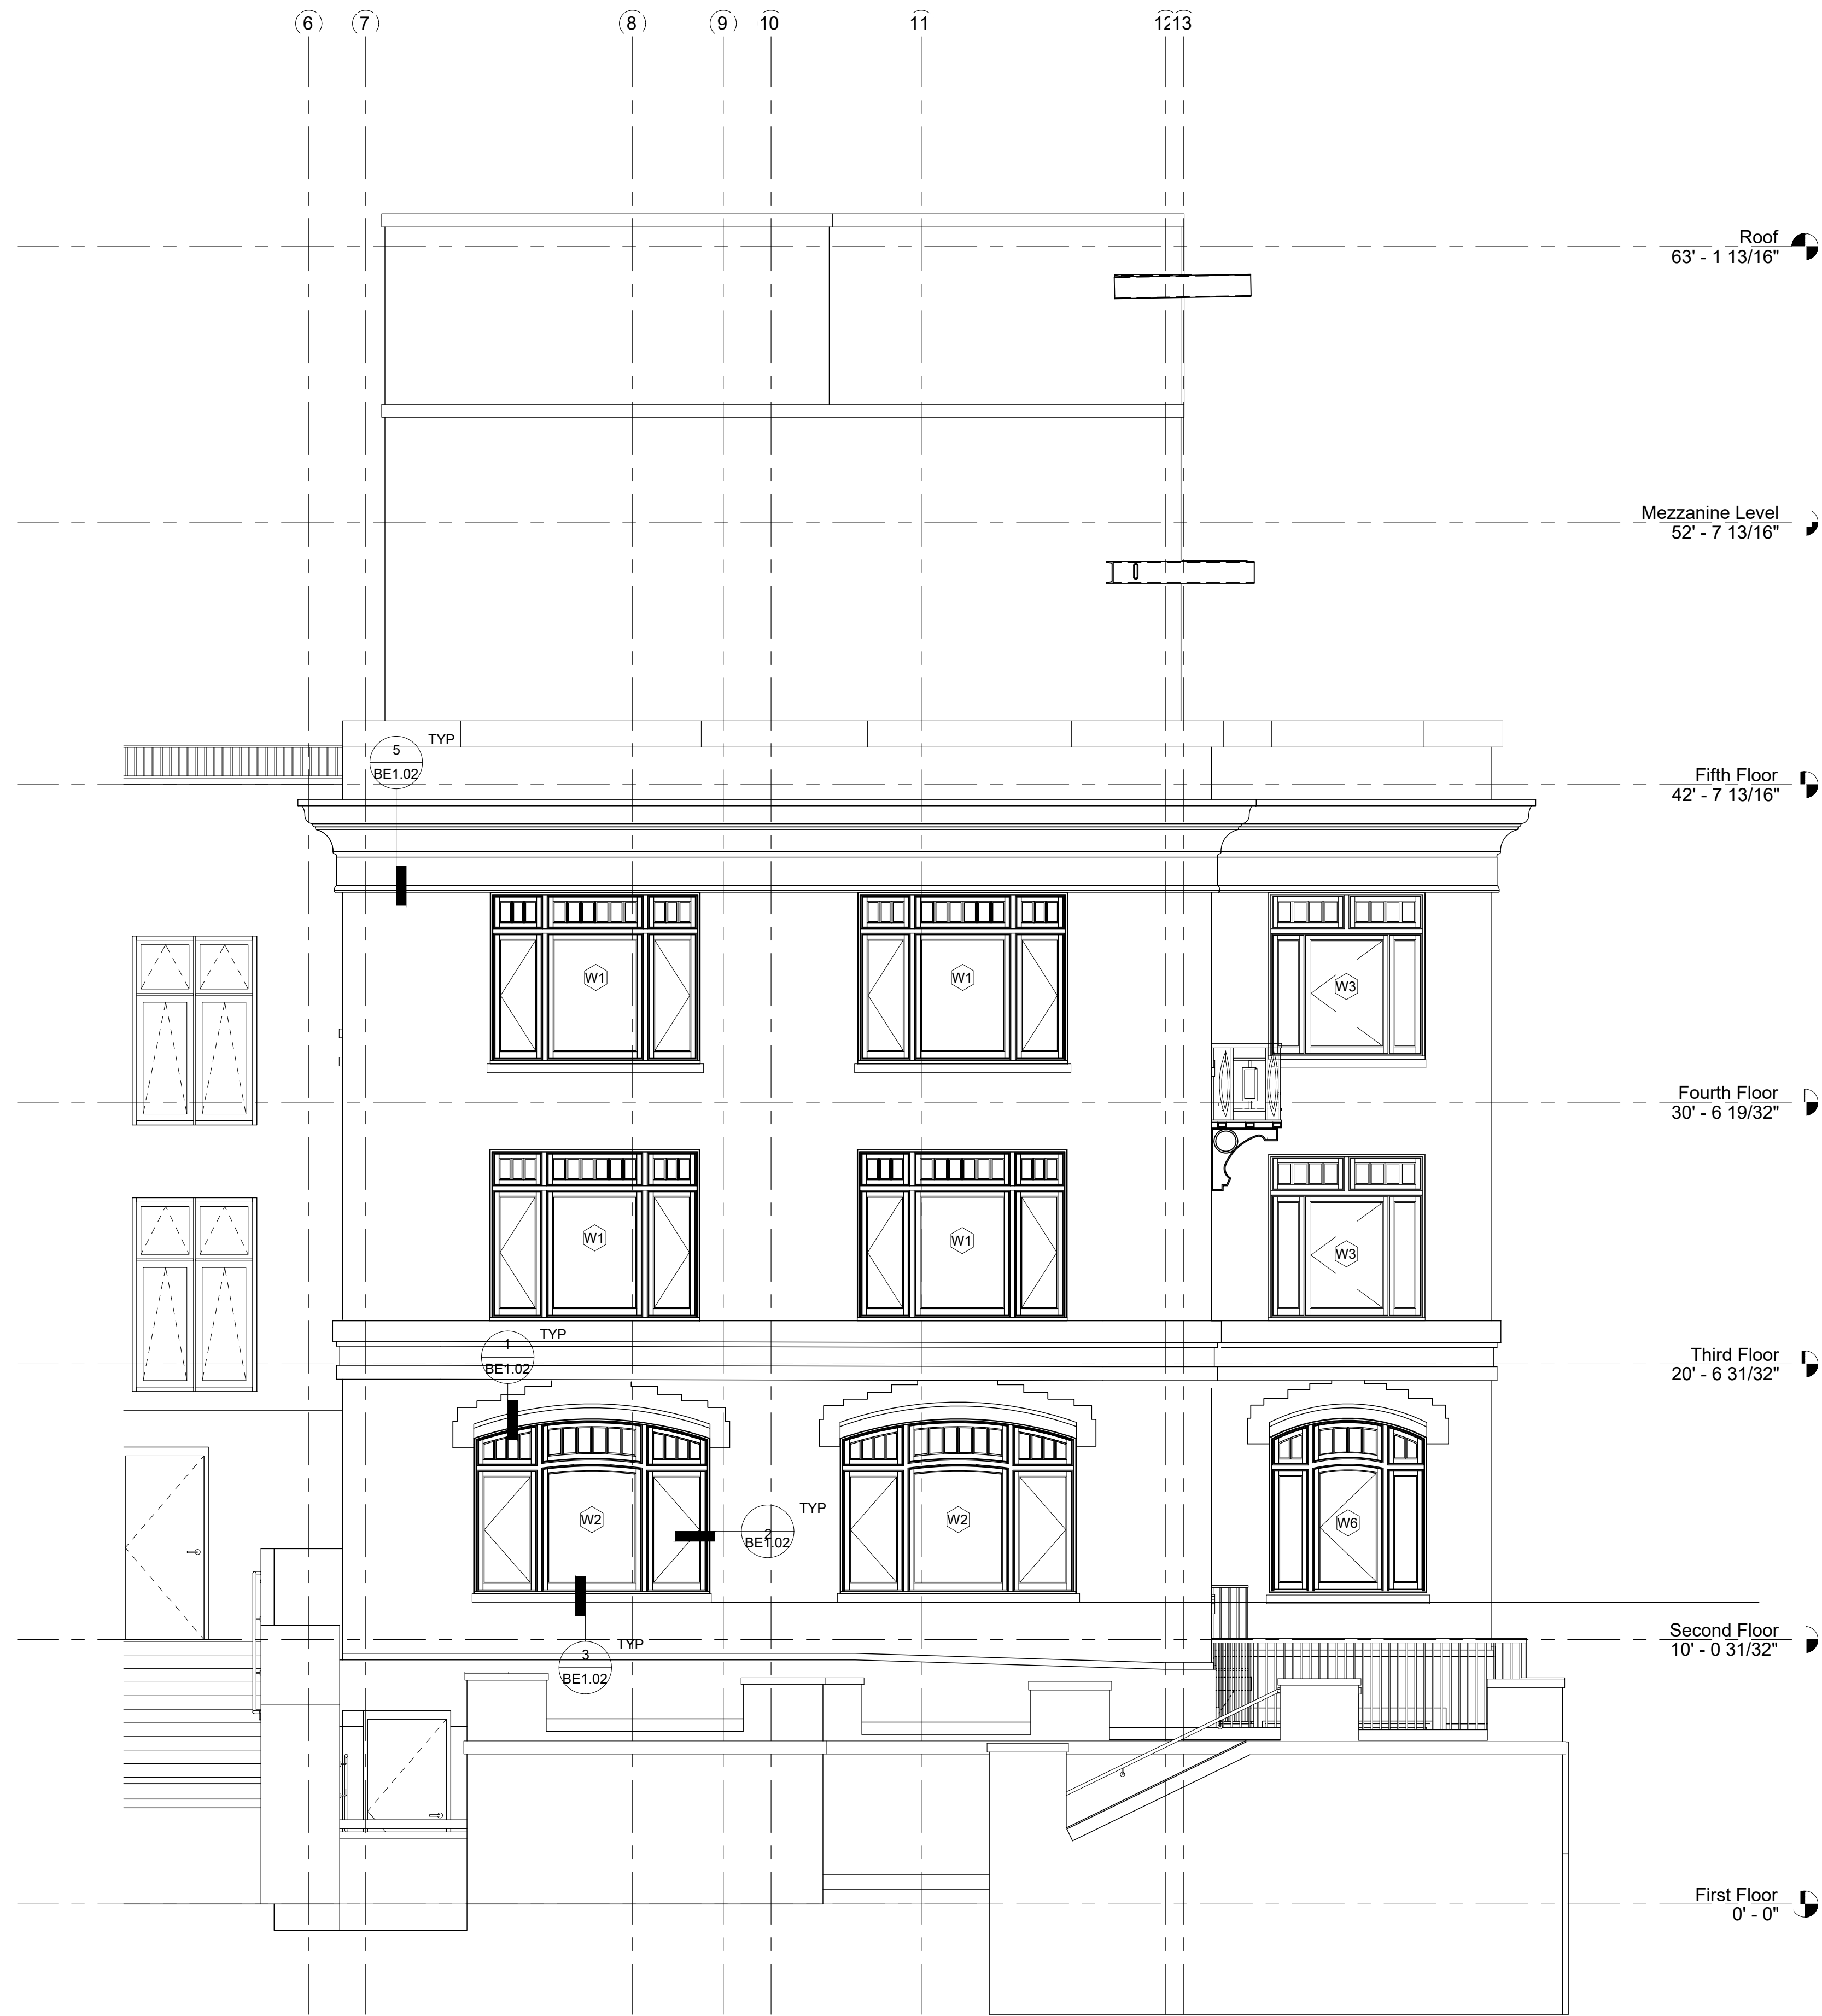 6 7 8 9 10 11 12 13
Roof
63' - 1 13/16"
Mezzanine Level
52' - 7 13/16"
5
TYP
BE1.02
Fifth Floor
42' - 7 13/16"
W1 W1 W3
Fourth Floor
30' - 6 19/32"
W1 W1 W3
1
TYP
BE1.02
Third Floor
20' - 6 31/32"
W2 W2 W6
2
TYP
BE1.02
3
TYP
BE1.02
Second Floor
10' - 0 31/32"
First Floor
0' - 0"